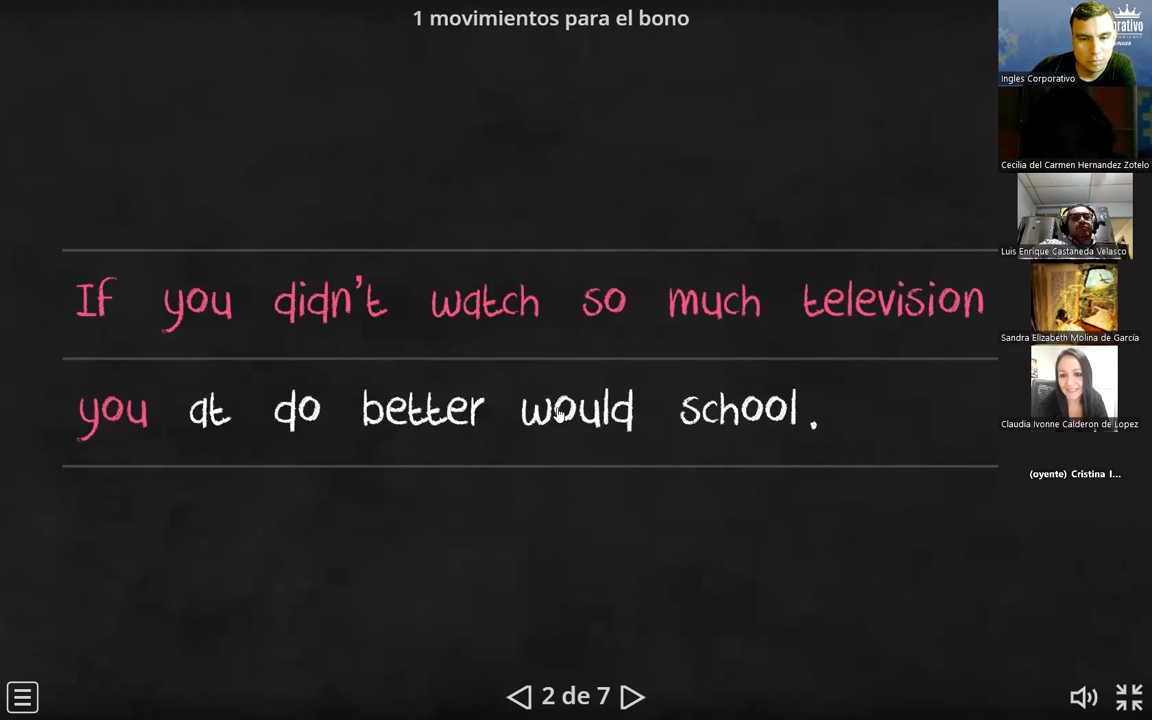 1 movimientos para el bono
If you didn't watch so much television
you at do better would school.
2 de 7
Ingles Corporativo
Cecilia del Carmen Hernandez Zotelo
Luis Enrique Castaneda Velasco
Sandra Elizabeth Molina de García
Claudia Ivonne Calderon de Lopez
(oyente) Cristina I...